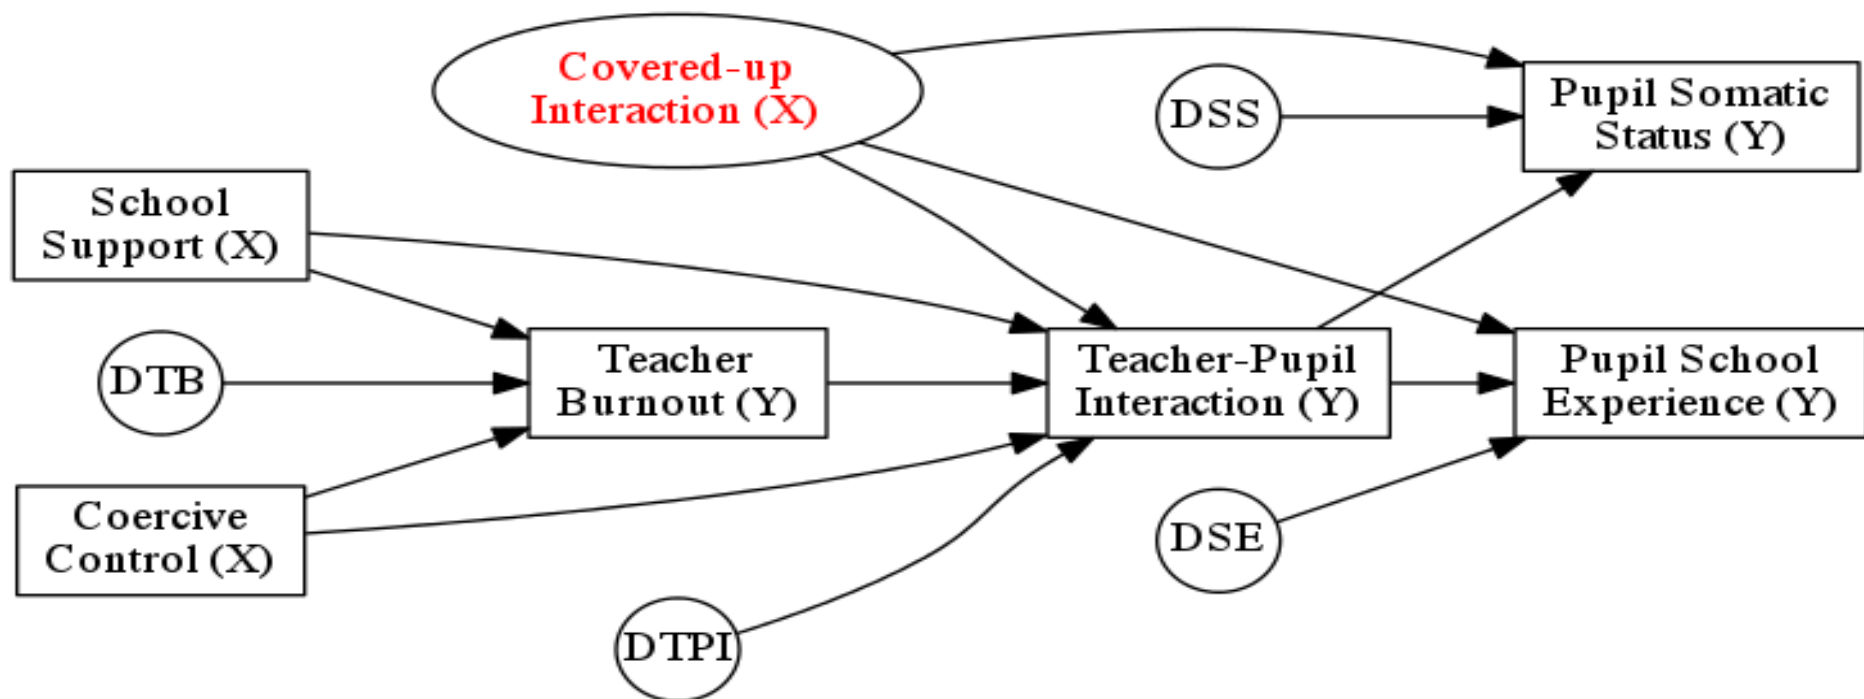 Covered-up
Interaction (X)
DSS
Pupil Somatic
Status (Y)
School
Support (X)
DTB
Teacher
Burnout (Y)
Teacher-Pupil
Interaction (Y)
Pupil School
Experience (Y)
Coercive
Control (X)
DSE
DTPI